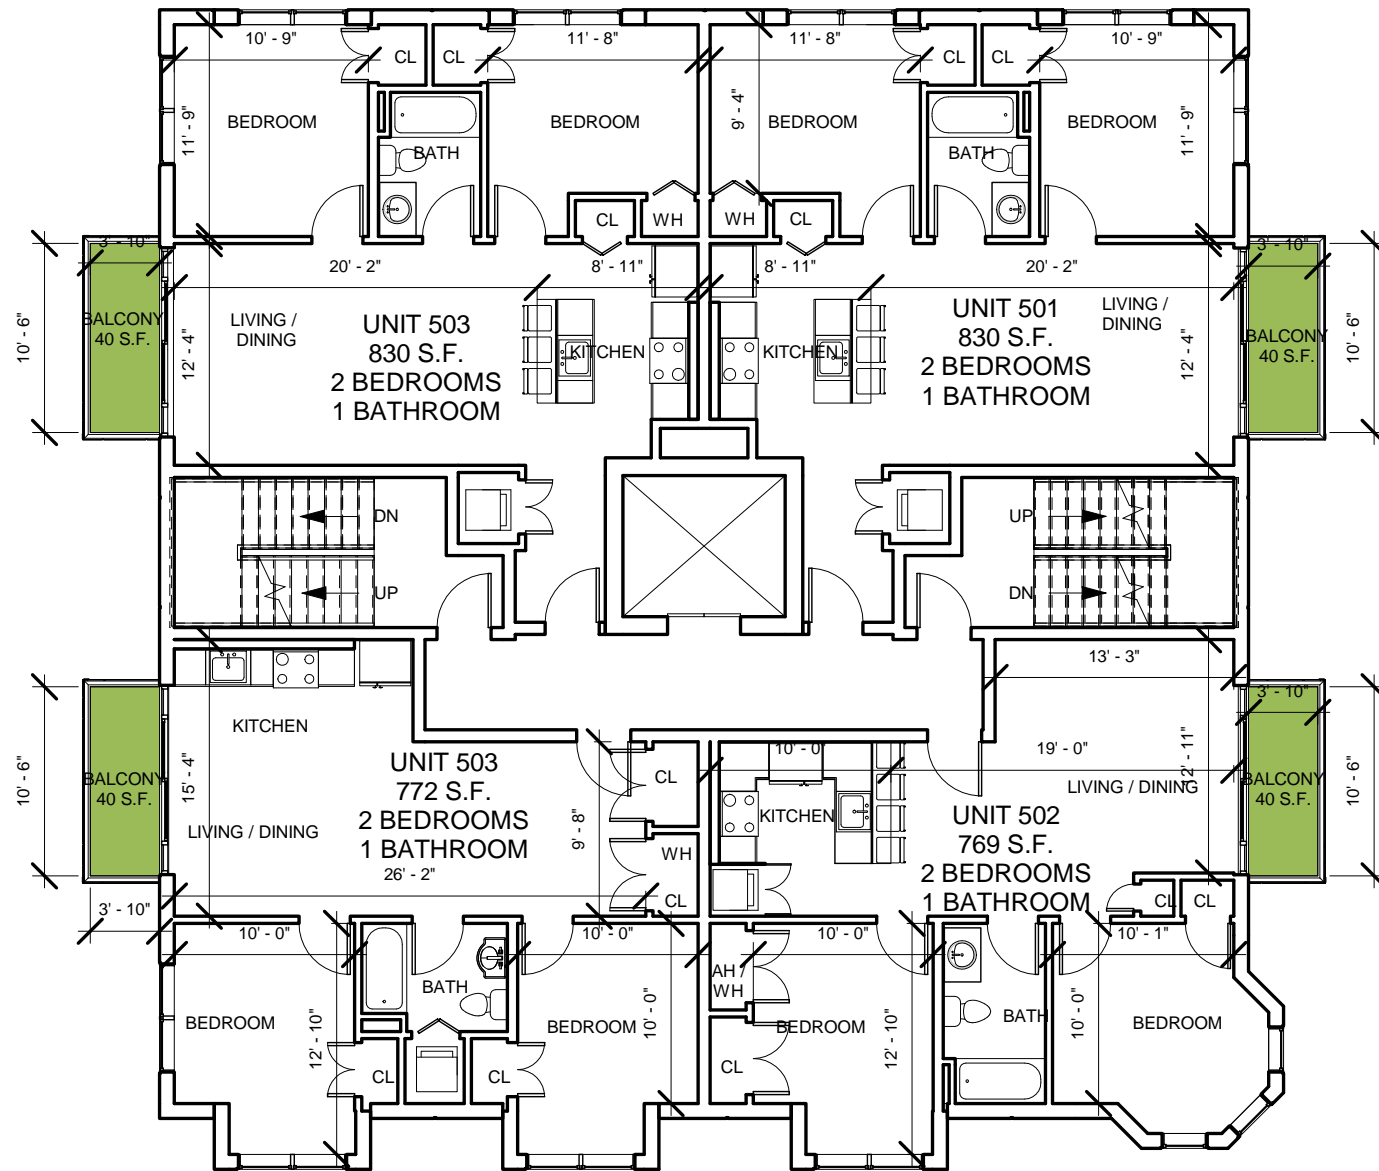 10' - 9"
11' - 8"
11' - 8"
10' - 9"
CL
CL
CL
CL
11' - 9"
BEDROOM
BEDROOM
9' - 4"
BEDROOM
BEDROOM
11' - 9"
BATH
BATH
CL
WH
WH
CL
3' - 10"
20' - 2"
8' - 11"
8' - 11"
20' - 2"
3' - 10"
10' - 6"
BALCONY
40 S.F.
12' - 4"
LIVING /
DINING
UNIT 503
830 S.F.
2 BEDROOMS
1 BATHROOM
KITCHEN
KITCHEN
UNIT 501
830 S.F.
2 BEDROOMS
1 BATHROOM
LIVING /
DINING
12' - 4"
BALCONY
40 S.F.
10' - 6"
DN
UP
UP
DN
13' - 3"
3' - 10"
KITCHEN
10' - 6"
BALCONY
40 S.F.
15' - 4"
LIVING / DINING
UNIT 503
772 S.F.
2 BEDROOMS
1 BATHROOM
26' - 2"
9' - 8"
CL
WH
CL
10' - 0"
19' - 0"
12' - 11"
KITCHEN
LIVING / DINING
UNIT 502
769 S.F.
2 BEDROOMS
1 BATHROOM
CL
CL
BALCONY
40 S.F.
10' - 6"
3' - 10"
10' - 0"
10' - 0"
10' - 0"
10' - 1"
BEDROOM
12' - 10"
BATH
BEDROOM
10' - 0"
AH /
WH
BEDROOM
12' - 10"
BATH
10' - 0"
BEDROOM
CL
CL
CL